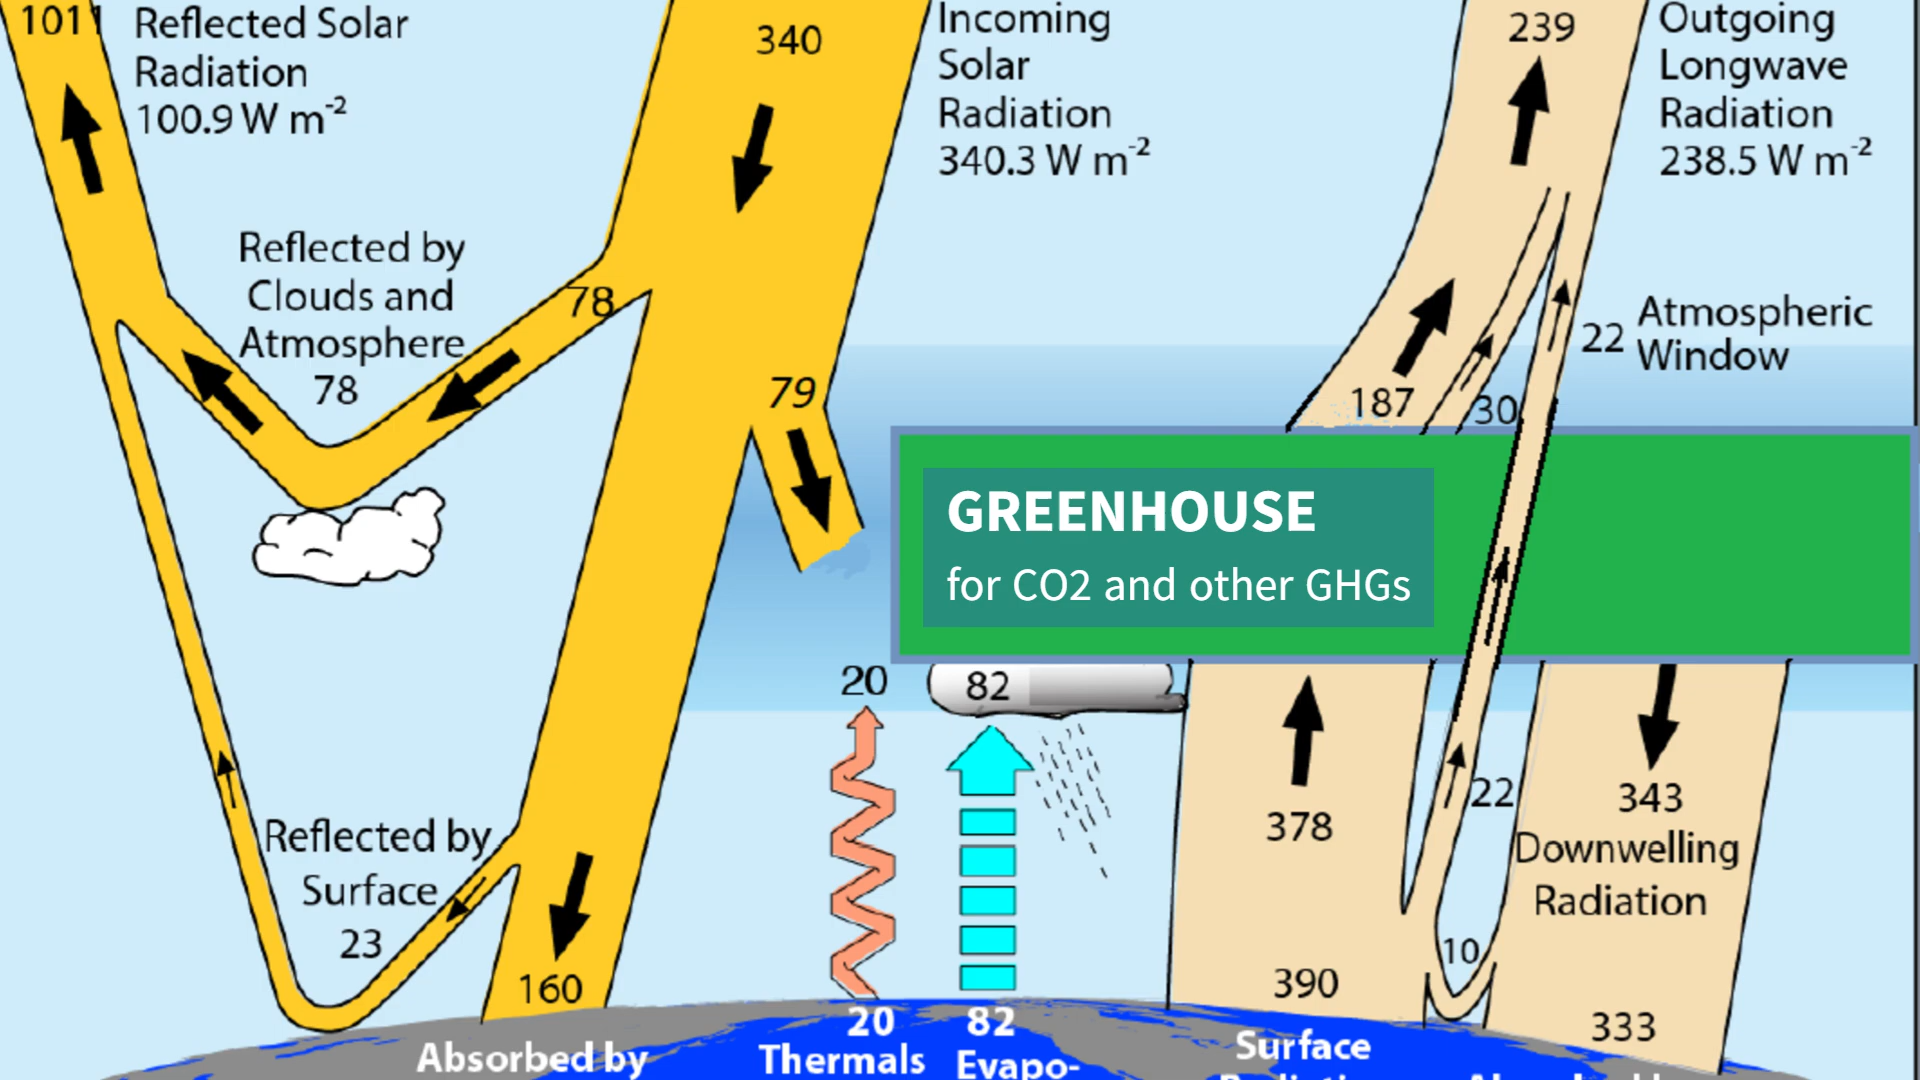 1011
Reflected Solar
Radiation
100.9 W m-2
340
Incoming
Solar
Radiation
340.3 W m-2
239
Outgoing
Longwave
Radiation
238.5 W m-2
Reflected by
Clouds and
Atmosphere
78
78
79
187
30
22
Atmospheric
Window
GREENHOUSE
for CO2 and other GHGs
20
82
378
22
343
Downwelling
Radiation
Reflected by
Surface
23
160
390
10
333
20
82
Absorbed by
Thermals
Evapo-
Surface